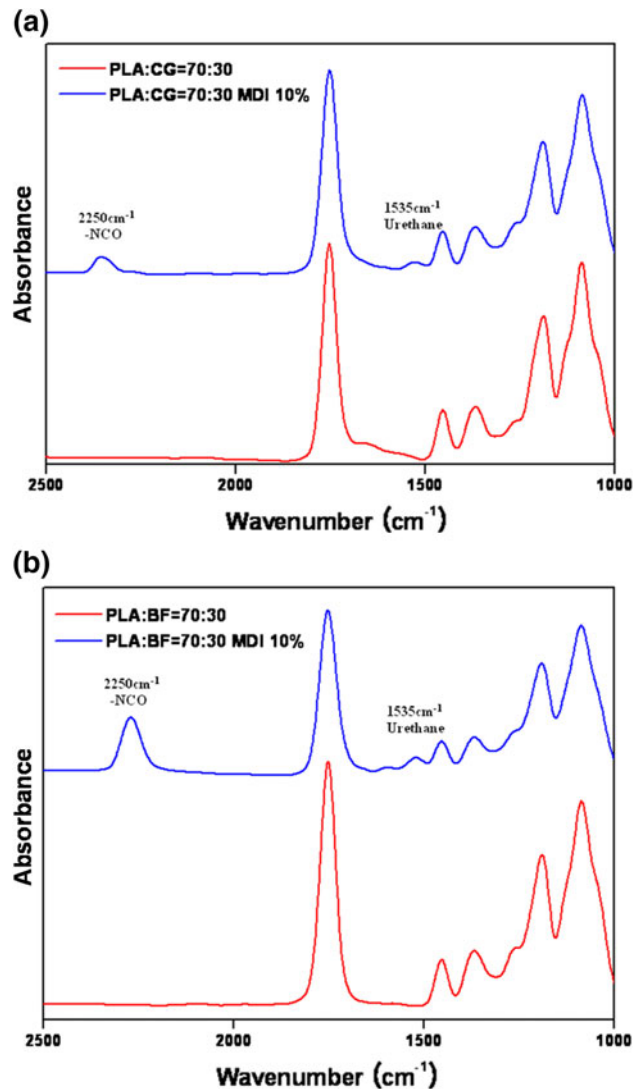 (a)
PLA:CG=70:30
PLA:CG=70:30 MDI 10%
2250cm⁻¹
-NCO
1535cm⁻¹
Urethane
Absorbance
2500
2000
1500
1000
Wavenumber (cm⁻¹)
(b)
PLA:BF=70:30
PLA:BF=70:30 MDI 10%
2250cm⁻¹
-NCO
1535cm⁻¹
Urethane
Absorbance
2500
2000
1500
1000
Wavenumber (cm⁻¹)